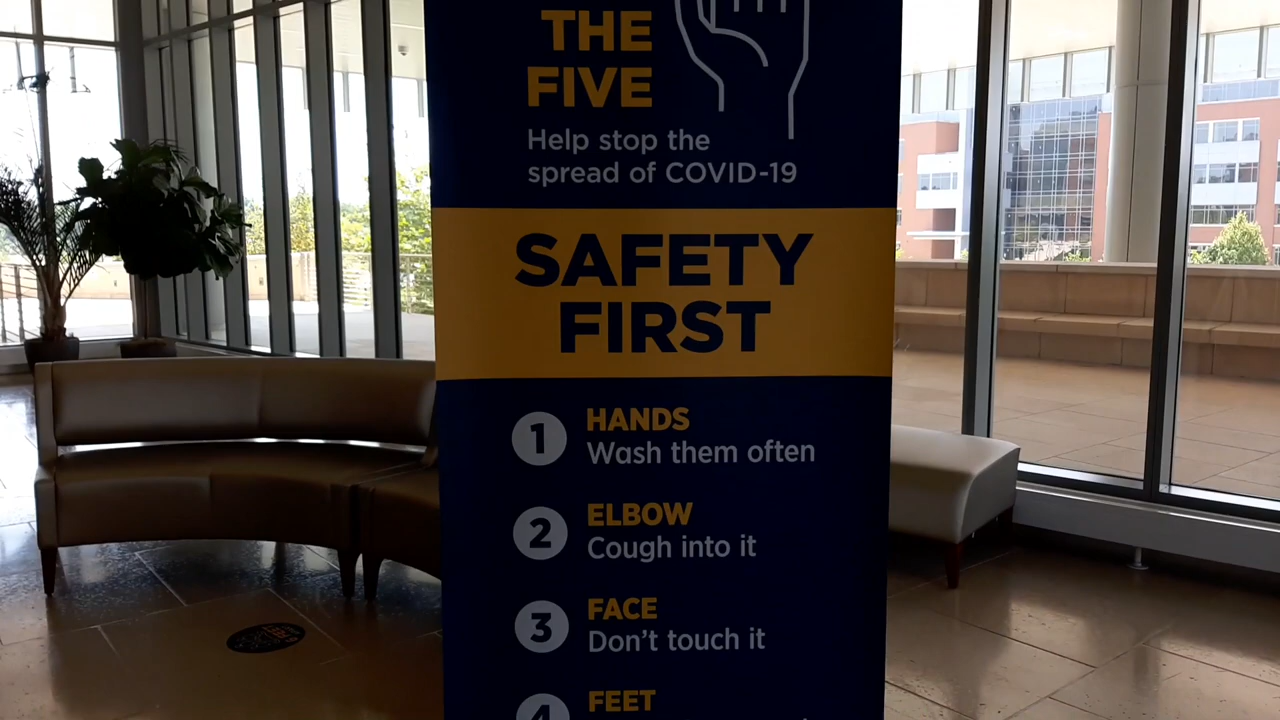 THE
FIVE
Help stop the
spread of COVID-19
SAFETY
FIRST
1 HANDS
Wash them often
2 ELBOW
Cough into it
3 FACE
Don't touch it
4 FEET